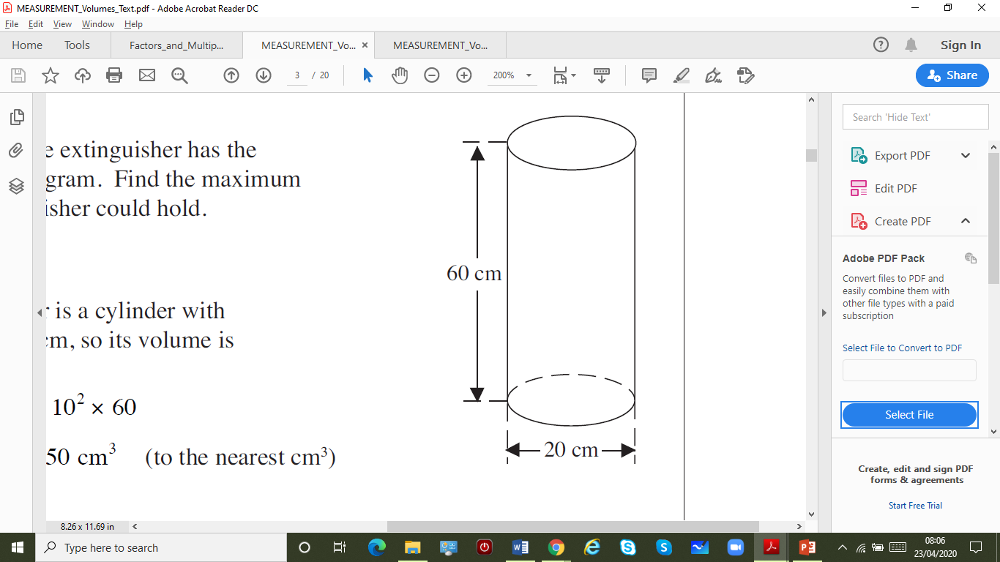 MEASUREMENT_Volumes_Text.pdf - Adobe Acrobat Reader DC
File Edit View Window Help
Home Tools Factors_and_Multip... MEASUREMENT_Vo... × MEASUREMENT_Vo... ? Sign In
3 / 20 200% Share
e extinguisher has the
gram. Find the maximum
isher could hold.
60 cm
r is a cylinder with
cm, so its volume is
10² × 60
50 cm³ (to the nearest cm³)
20 cm
8.26 x 11.69 in
Search 'Hide Text'
Export PDF
Edit PDF
Create PDF
Adobe PDF Pack
Convert files to PDF and
easily combine them with
other file types with a paid
subscription
Select File to Convert to PDF
Select File
Create, edit and sign PDF
forms & agreements
Start Free Trial
Type here to search
08:06
23/04/2020